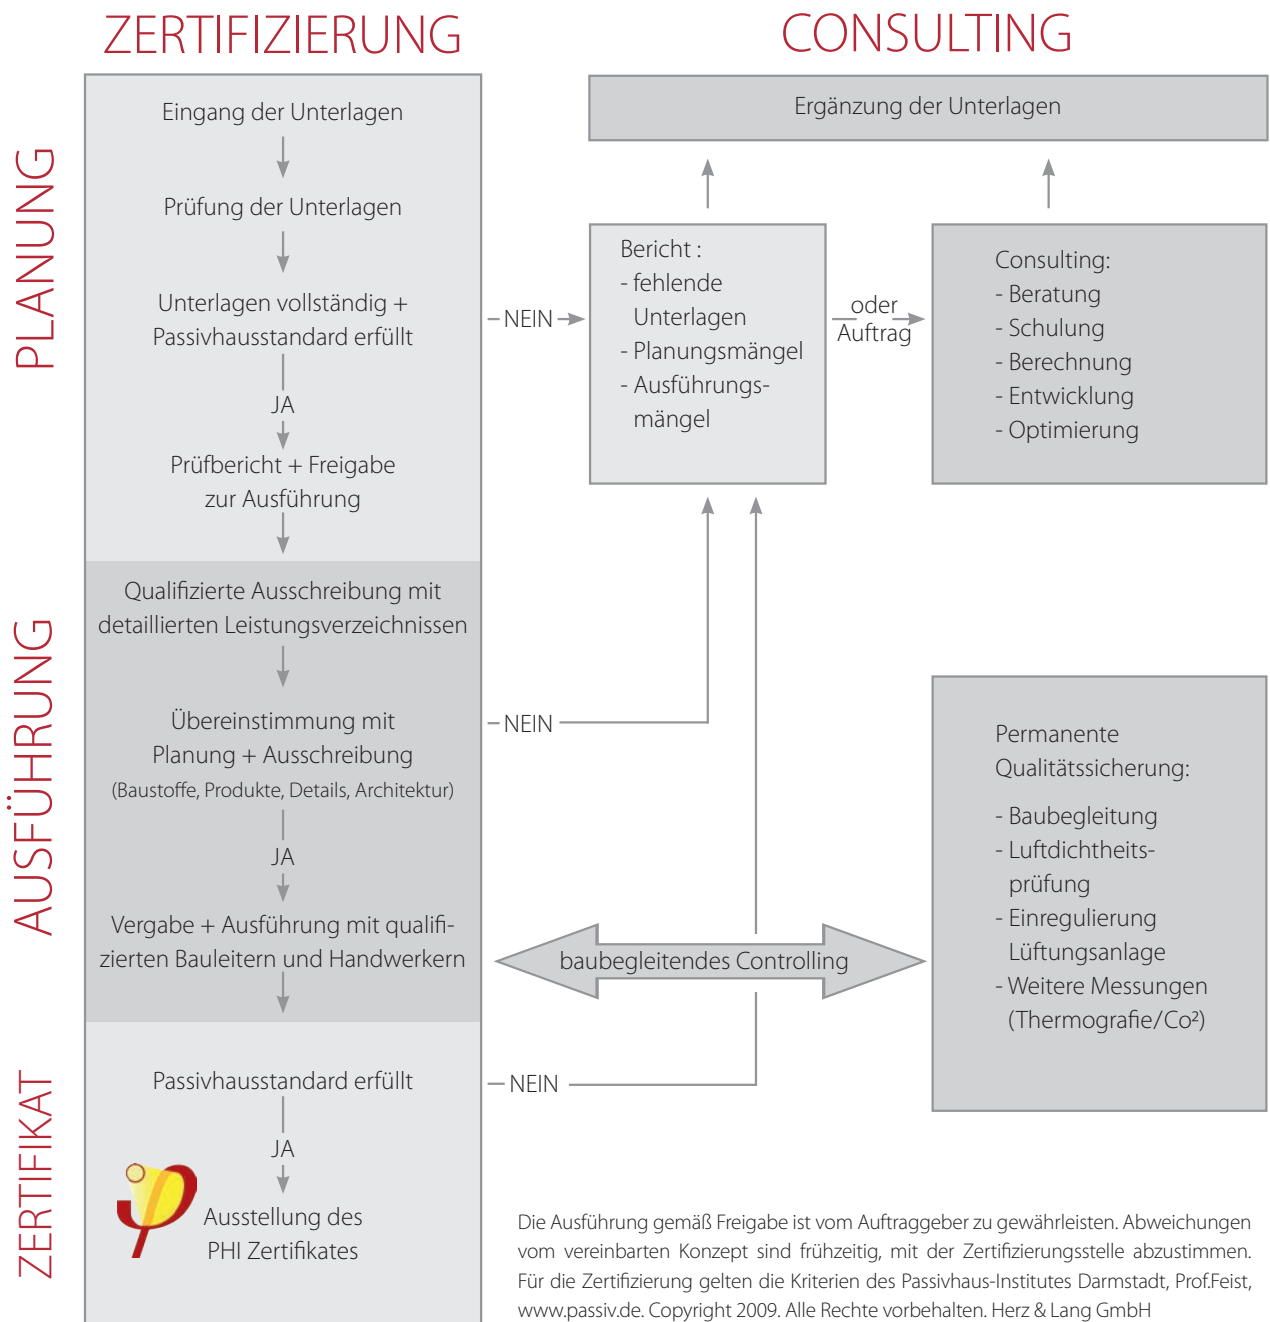 ZERTIFIZIERUNG
CONSULTING
PLANUNG
Eingang der Unterlagen
Prüfung der Unterlagen
Unterlagen vollständig +
Passivhausstandard erfüllt
NEIN
JA
Prüfbericht + Freigabe
zur Ausführung
Ergänzung der Unterlagen
Bericht :
- fehlende
Unterlagen
- Planungsmängel
- Ausführungs-
mängel
oder
Auftrag
Consulting:
- Beratung
- Schulung
- Berechnung
- Entwicklung
- Optimierung
AUSFÜHRUNG
Qualifizierte Ausschreibung mit
detaillierten Leistungsverzeichnissen
Übereinstimmung mit
Planung + Ausschreibung
(Baustoffe, Produkte, Details, Architektur)
NEIN
JA
Vergabe + Ausführung mit qualifi-
zierten Bauleitern und Handwerkern
baubegleitendes Controlling
Permanente
Qualitätssicherung:
- Baubegleitung
- Luftdichtheits-
prüfung
- Einregulierung
Lüftungsanlage
- Weitere Messungen
(Thermografie/Co²)
ZERTIFIKAT
Passivhausstandard erfüllt
NEIN
JA
Ausstellung des
PHI Zertifikates
Die Ausführung gemäß Freigabe ist vom Auftraggeber zu gewährleisten. Abweichungen
vom vereinbarten Konzept sind frühzeitig, mit der Zertifizierungsstelle abzustimmen.
Für die Zertifizierung gelten die Kriterien des Passivhaus-Institutes Darmstadt, Prof.Feist,
www.passiv.de. Copyright 2009. Alle Rechte vorbehalten. Herz & Lang GmbH